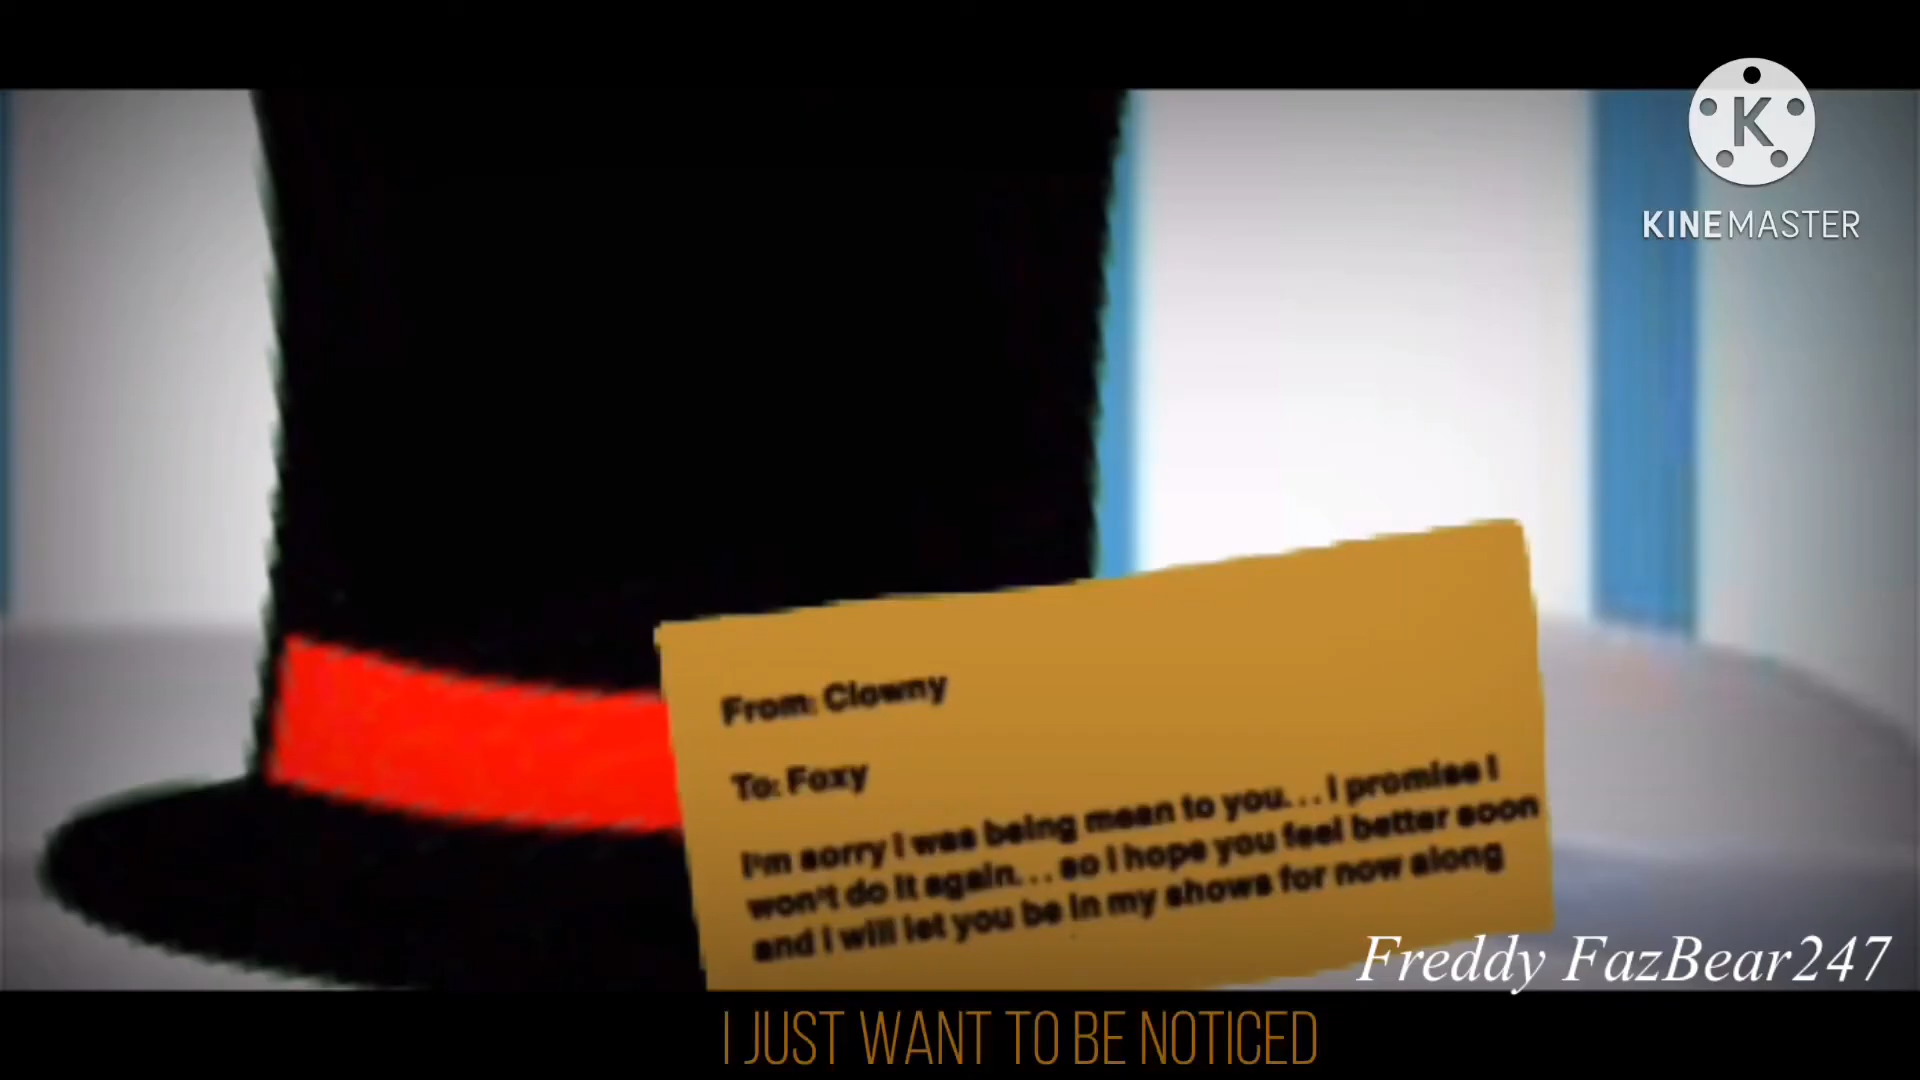 K
KINEMASTER
From: Clowny
To: Foxy
I'm sorry I was being mean to you... I promise I
won't do it again... so I hope you feel better soon
and I will let you be in my shows for now along
Freddy FazBear247
I JUST WANT TO BE NOTICED